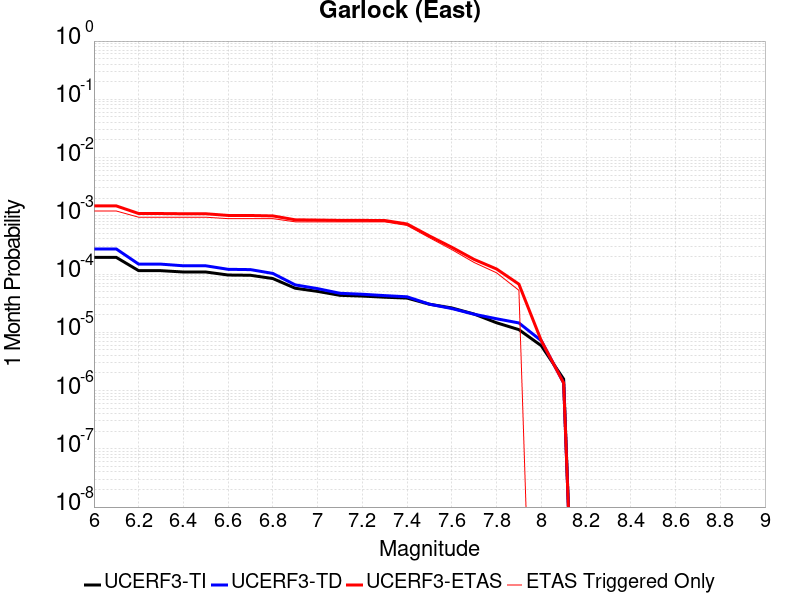 Garlock (East)
10^0
10^-1
10^-2
10^-3
10^-4
10^-5
10^-6
10^-7
10^-8
1 Month Probability
6 6.2 6.4 6.6 6.8 7 7.2 7.4 7.6 7.8 8 8.2 8.4 8.6 8.8 9
Magnitude
UCERF3-TI UCERF3-TD UCERF3-ETAS ETAS Triggered Only